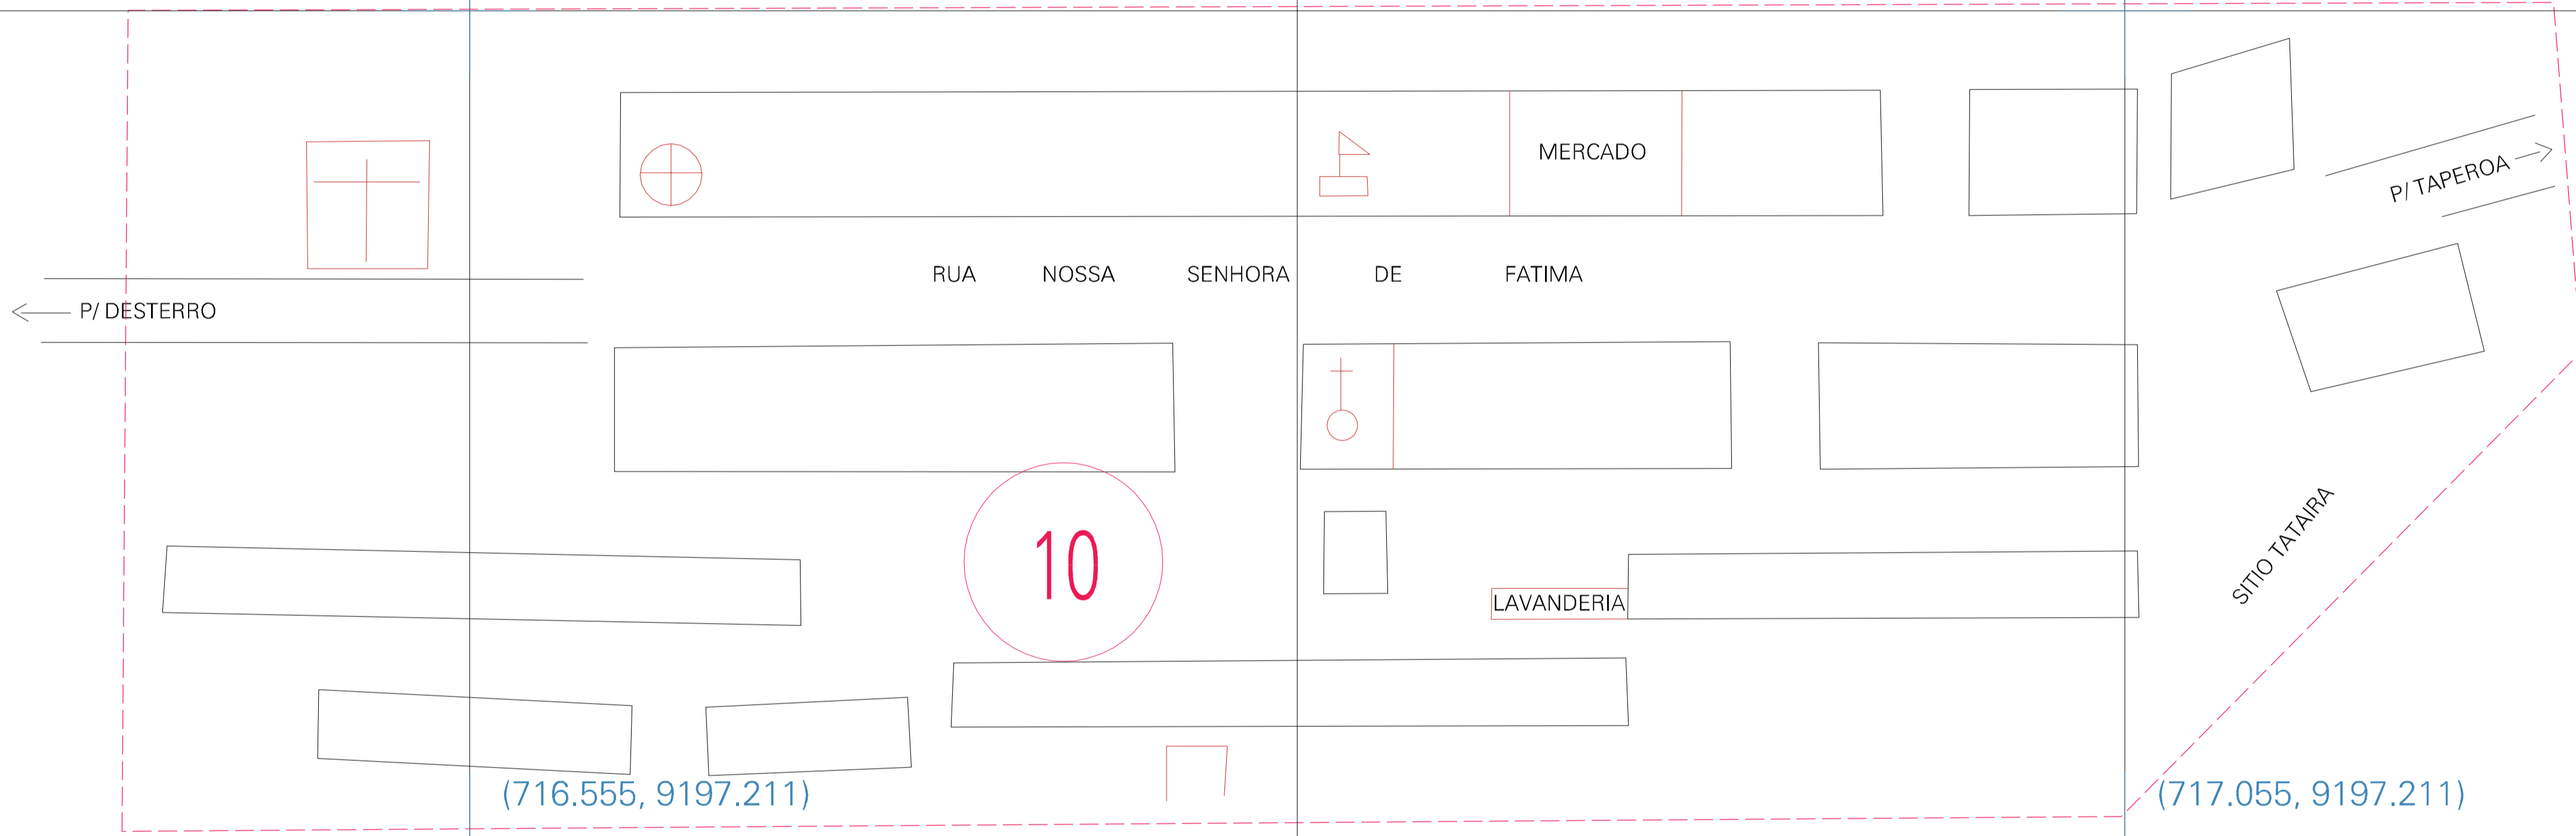 MERCADO
P/ TAPEROA
RUA NOSSA SENHORA DE FATIMA
P/ DESTERRO
10
SITIO TATAIRA
LAVANDERIA
(716.555, 9197.211)
(717.055, 9197.211)